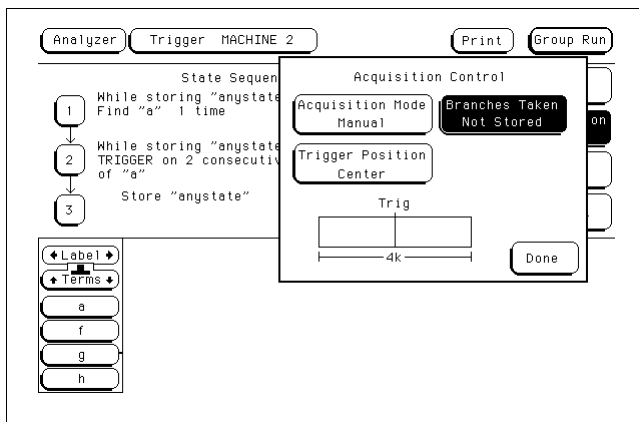 Analyzer Trigger MACHINE 2 Print Group Run
State Sequen
1 While storing "anystate
Find "a" 1 time
2 While storing "anystate
TRIGGER on 2 consecutiv
of "a"
3 Store "anystate"
Acquisition Control
Acquisition Mode
Manual
Branches Taken
Not Stored
on
Trigger Position
Center
Trig
4k
Done
Label
Terms
a
f
g
h